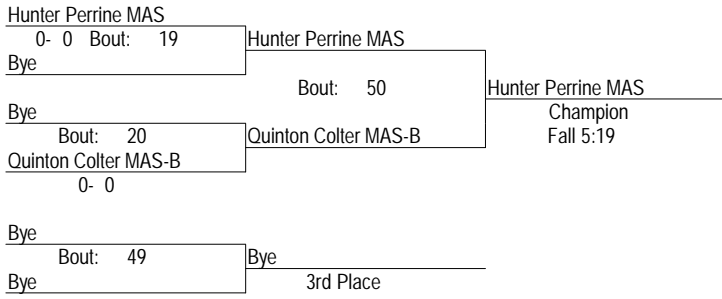 Hunter Perrine MAS
0- 0 Bout: 19
Hunter Perrine MAS
Bye
Bout: 50
Hunter Perrine MAS
Bye
Champion
Bout: 20
Quinton Colter MAS-B
Fall 5:19
Quinton Colter MAS-B
0- 0
Bye
Bout: 49
Bye
Bye
3rd Place